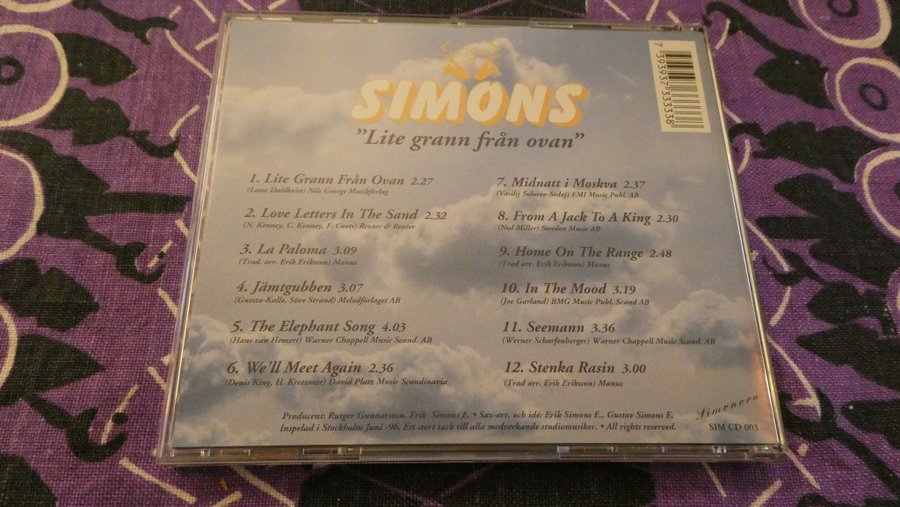 SIMONS
"Lite grann från ovan"
7 393937 333338
1. Lite Grann Från Ovan 2.27
(Lasse Dahlkvist) Nils Georgs Musikförlag
2. Love Letters In The Sand 2.32
(N. Kenney, C. Kenney, F. Coots) Reuter & Reuter
3. La Paloma 3.09
(Trad. arr. Erik Eriksson) Manus
4. Jämtgubben 3.07
(Gnesta-Kalle, Söve Strand) Melodförlaget AB
5. The Elephant Song 4.03
(Hans van Hemert) Warner Chappell Music Scand. AB
6. We'll Meet Again 2.36
(Denis King, H. Kretzmer) David Platz Music Scandinavia
7. Midnatt i Moskva 2.37
(Vasilij Solovev-Sedoj) EMI Music Publ. AB
8. From A Jack To A King 2.30
(Ned Miller) Sweden Music AB
9. Home On The Range 2.48
(Trad arr. Erik Eriksson) Manus
10. In The Mood 3.19
(Joe Garland) BMG Music Publ. Scand AB
11. Seemann 3.36
(Werner Scharfenberger) Warner Chappell Music Scand. AB
12. Stenka Rasin 3.00
(Trad arr. Erik Eriksson) Manus
Producent: Rutger Gunnarsson, Erik Simons E. • Sax-arr. och idé: Erik Simons E., Gustav Simons E.
Inspelad i Stockholm Juni -96. Ett stort tack till alla medverkande studiomusiker. • All rights reserved.
SIM CD 003